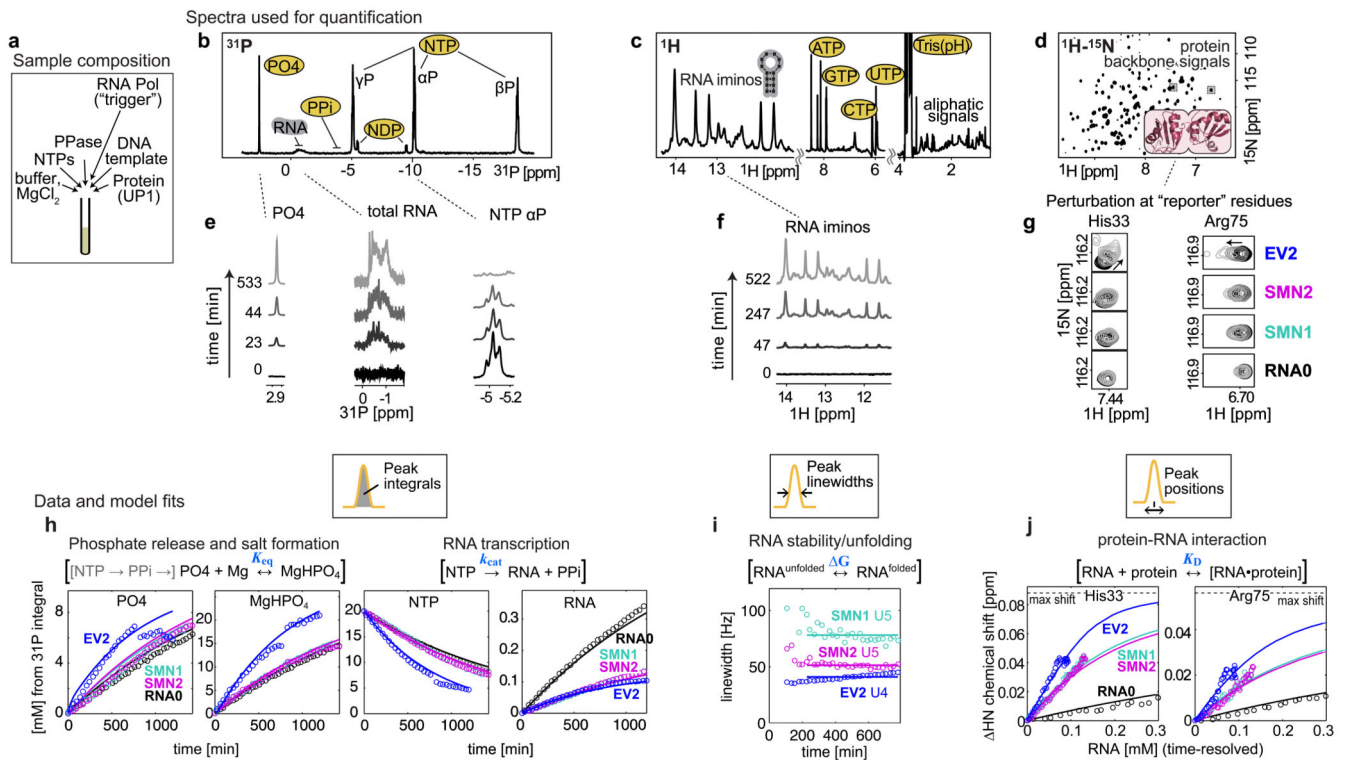 Spectra used for quantification
a
Sample composition
RNA Pol
("trigger")
PPase
DNA
template
NTPs
buffer,
MgCl2
Protein
(UP1)
b
31P
PO4
RNA
PPi
γP
NDP
NTP
αP
βP
0
-5
-10
-15
31P [ppm]
c
1H
RNA iminos
ATP
GTP
CTP
UTP
Tris(pH)
aliphatic
signals
14
13
1H [ppm]
8
6
4
2
d
1H-15N
protein
backbone signals
110
115
15N [ppm]
8
7
1H [ppm]
e
PO4
total RNA
NTP αP
time [min]
533
44
23
0
2.9
0
-1
-5
-5.2
31P [ppm]
f
RNA iminos
time [min]
522
247
47
0
14
13
12
1H [ppm]
Perturbation at "reporter" residues
g
His33
Arg75
15N [ppm]
116.2
116.9
EV2
116.2
116.9
SMN2
116.2
116.9
SMN1
116.2
116.9
RNA0
7.44
6.70
1H [ppm]
1H [ppm]
Peak
integrals
Peak
linewidths
Peak
positions
Data and model fits
h
Phosphate release and salt formation
Keq
[[NTP → PPi →] PO4 + Mg ↔ MgHPO4]
RNA transcription
kcat
[NTP → RNA + PPi]
[mM] from 31P integral
PO4
8
6
4
2
0
EV2
SMN1
SMN2
RNA0
0
500
1000
MgHPO4
20
15
10
5
0
0
500
1000
time [min]
NTP
20
15
10
5
0
0
500
1000
RNA
0.4
0.3
0.2
0.1
0
RNA0
SMN1
SMN2
EV2
0
500
1000
time [min]
i
RNA stability/unfolding
ΔG
[RNAunfolded ↔ RNAfolded]
linewidth [Hz]
100
50
0
SMN1 U5
SMN2 U5
EV2 U4
200
400
600
time [min]
j
protein-RNA interaction
KD
[RNA + protein ↔ [RNA•protein]]
ΔHN chemical shift [ppm]
max shift
His33
0.08
0.06
0.04
0.02
0
EV2
SMN1
SMN2
RNA0
0
0.1
0.2
0.3
Arg75
max shift
0.04
0.02
0
0
0.1
0.2
0.3
RNA [mM] (time-resolved)